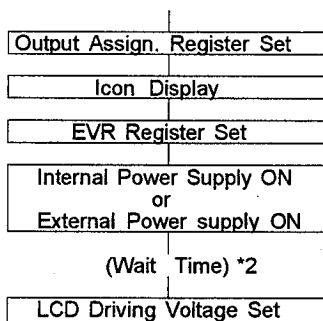 Output Assign. Register Set
Icon Display
EVR Register Set
Internal Power Supply ON
or
External Power supply ON
(Wait Time) *2
LCD Driving Voltage Set